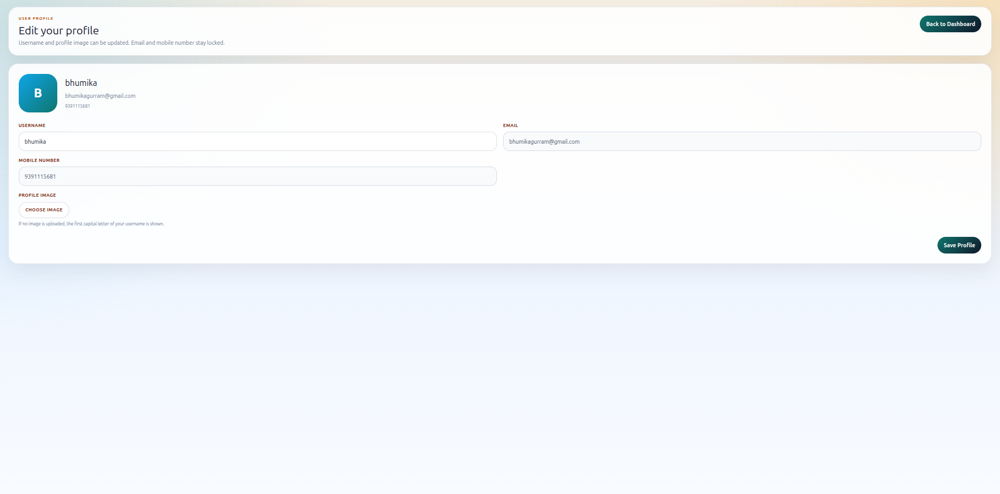 USER PROFILE
Edit your profile
Username and profile image can be updated. Email and mobile number stay locked.
Back to Dashboard
B
bhumika
bhumikagurram@gmail.com
9391115681
USERNAME
bhumika
EMAIL
bhumikagurram@gmail.com
MOBILE NUMBER
9391115681
PROFILE IMAGE
CHOOSE IMAGE
If no image is uploaded, the first capital letter of your username is shown.
Save Profile